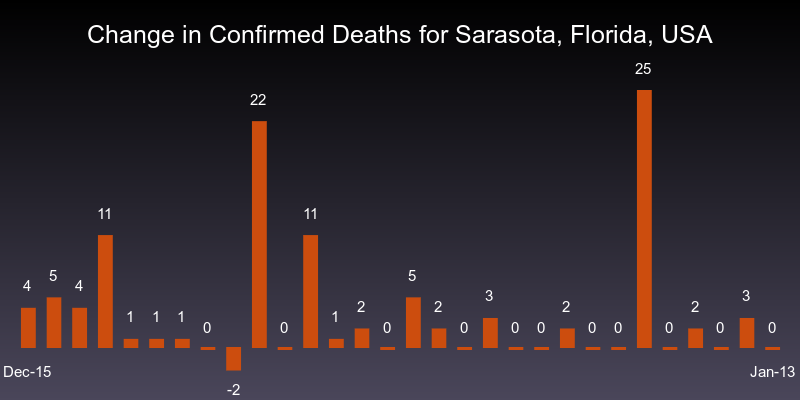 Change in Confirmed Deaths for Sarasota, Florida, USA
4 5 4 11 1 1 1 0 -2 22 0 11 1 2 0 5 2 0 3 0 0 2 0 0 25 0 2 0 3 0
Dec-15 Jan-13